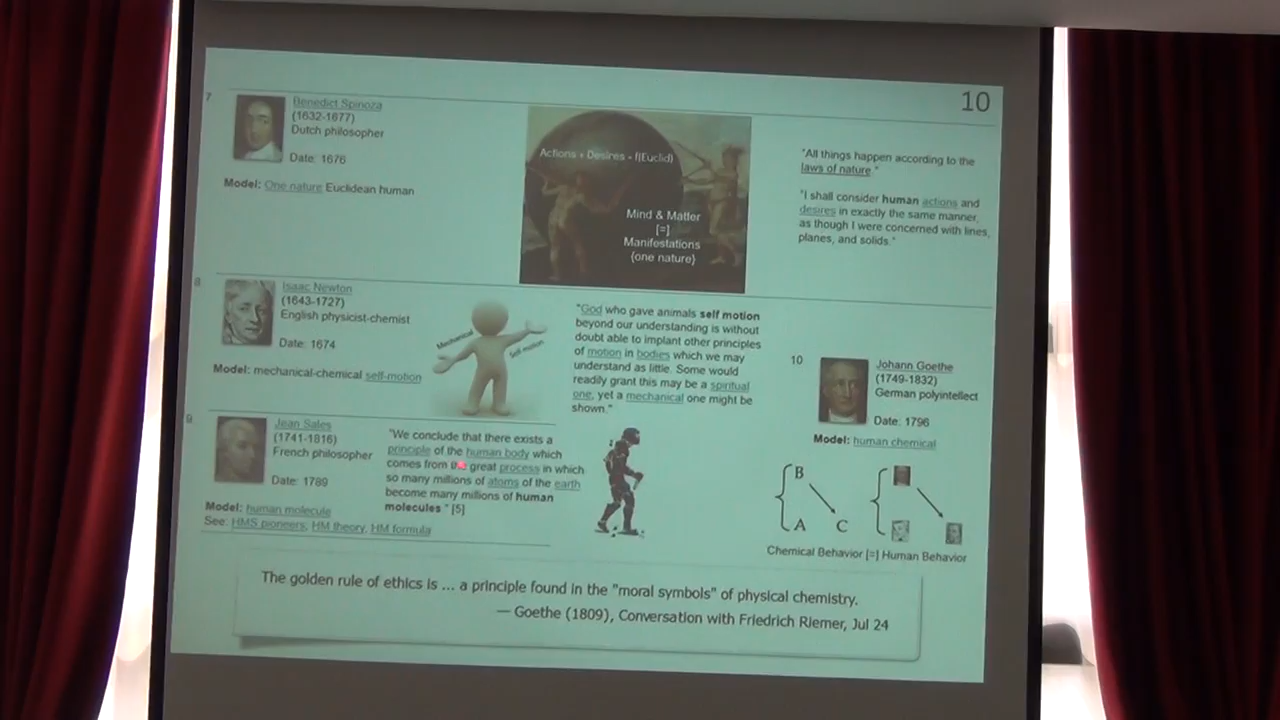 10
7
Benedict Spinoza
(1632-1677)
Dutch philosopher
Date: 1676
Model: One nature Euclidean human
Actions + Desires = f(Euclid)
Mind & Matter
[=]
Manifestations
{one nature}
"All things happen according to the
laws of nature."
"I shall consider human actions and
desires in exactly the same manner,
as though I were concerned with lines,
planes, and solids."
8
Isaac Newton
(1643-1727)
English physicist-chemist
Date: 1674
Model: mechanical-chemical self-motion
Mechanical
Self motion
"God who gave animals self motion
beyond our understanding is without
doubt able to implant other principles
of motion in bodies which we may
understand as little. Some would
readily grant this may be a spiritual
one, yet a mechanical one might be
shown."
9
Jean Sales
(1741-1816)
French philosopher
Date: 1789
Model: human molecule
See: HMS pioneers, HM theory, HM formula
"We conclude that there exists a
principle of the human body which
comes from the great process in which
so many millions of atoms of the earth
become many millions of human
molecules." [5]
10
Johann Goethe
(1749-1832)
German polyintellect
Date: 1796
Model: human chemical
B
A
C
Chemical Behavior [=] Human Behavior
The golden rule of ethics is ... a principle found in the "moral symbols" of physical chemistry.
— Goethe (1809), Conversation with Friedrich Riemer, Jul 24